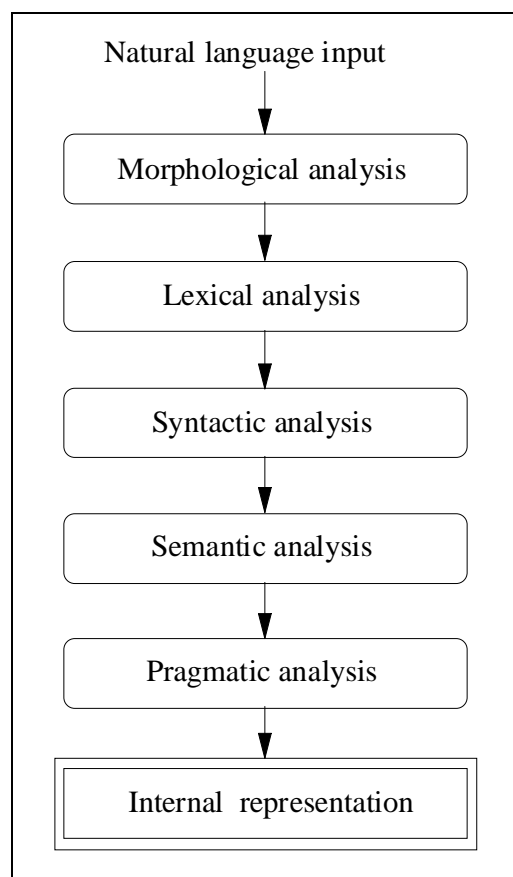 Natural language input
Morphological analysis
Lexical analysis
Syntactic analysis
Semantic analysis
Pragmatic analysis
Internal representation